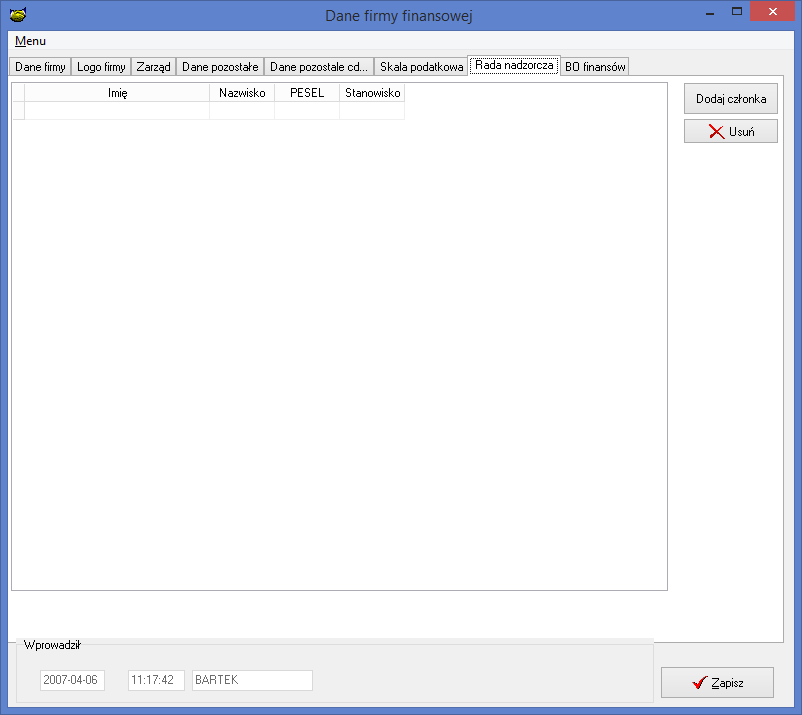 Dane firmy finansowej
Menu
Dane firmy Logo firmy Zarząd Dane pozostałe Dane pozostałe cd... Skala podatkowa Rada nadzorcza BO finansów
Imię Nazwisko PESEL Stanowisko
Dodaj członka
Usuń
Wprowadził
2007-04-06 11:17:42 BARTEK
Zapisz